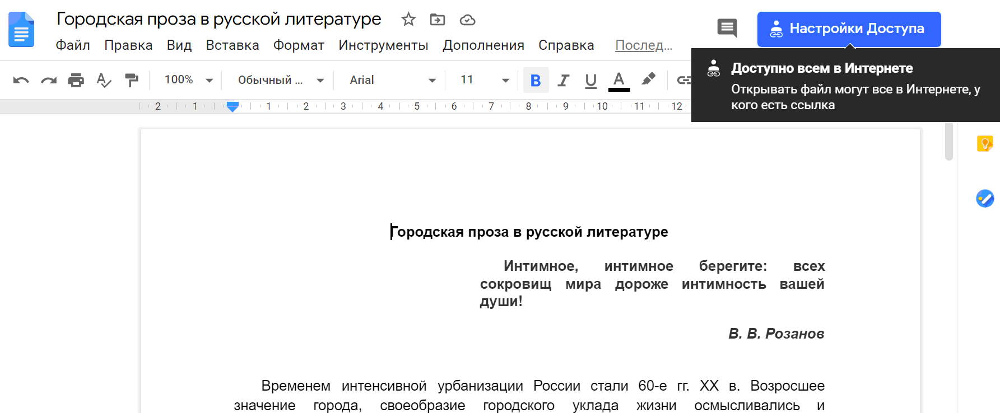 Городская проза в русской литературе
Файл Правка Вид Вставка Формат Инструменты Дополнения Справка Послед...
Настройки Доступа
100% Обычный ... Arial 11 B I U A
Доступно всем в Интернете
Открывать файл могут все в Интернете, у
кого есть ссылка
2 1 1 2 3 4 5 6 7 8 9 10 11 12
Городская проза в русской литературе
Интимное, интимное берегите: всех
сокровищ мира дороже интимность вашей
души!
В. В. Розанов
Временем интенсивной урбанизации России стали 60-е гг. XX в. Возросшее
значение города, своеобразие городского уклада жизни осмысливались и